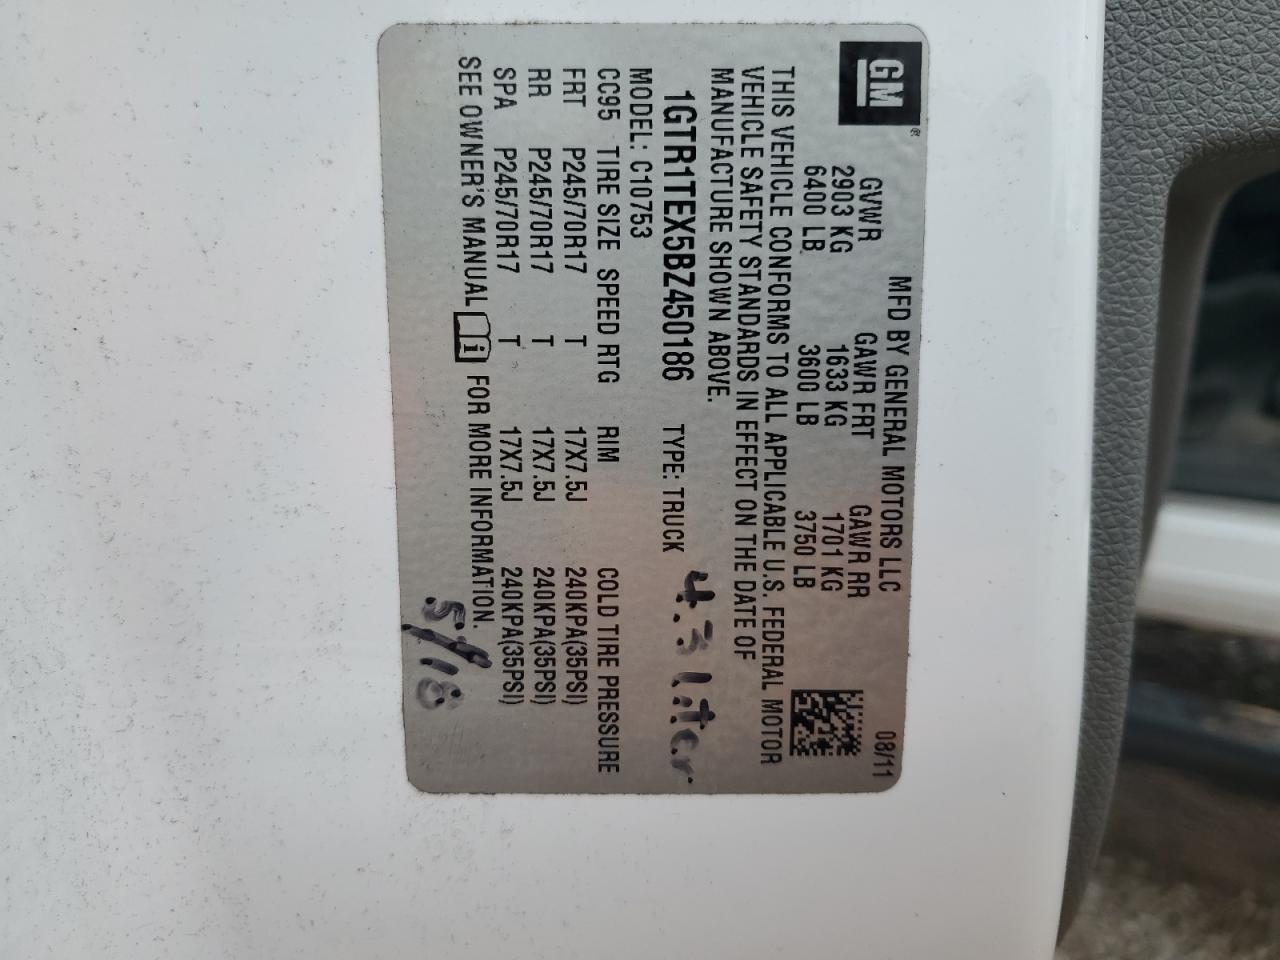 GM
MFD BY GENERAL MOTORS LLC 08/11
GVWR GAWR FRT GAWR RR
2903 KG 1633 KG 1701 KG
6400 LB 3600 LB 3750 LB
THIS VEHICLE CONFORMS TO ALL APPLICABLE U.S. FEDERAL MOTOR
VEHICLE SAFETY STANDARDS IN EFFECT ON THE DATE OF
MANUFACTURE SHOWN ABOVE.
4.3 liter
1GTR1TEX5BZ450186 TYPE: TRUCK
MODEL: C10753
CC95 TIRE SIZE SPEED RTG RIM COLD TIRE PRESSURE
FRT P245/70R17 T 17X7.5J 240KPA(35PSI)
RR P245/70R17 T 17X7.5J 240KPA(35PSI)
SPA P245/70R17 T 17X7.5J 240KPA(35PSI)
SEE OWNER'S MANUAL i FOR MORE INFORMATION